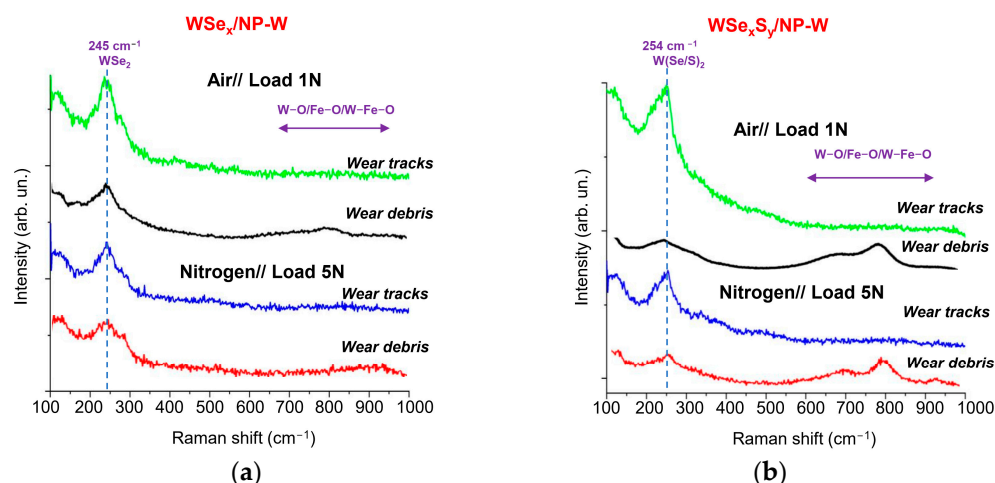 WSeₓ/NP-W
245 cm⁻¹
WSe₂
Air// Load 1N
W−O/Fe−O/W−Fe−O
Wear tracks
Wear debris
Nitrogen// Load 5N
Wear tracks
Wear debris
Intensity (arb. un.)
100 200 300 400 500 600 700 800 900 1000
Raman shift (cm⁻¹)
(a)
WSeₓSᵧ/NP-W
254 cm⁻¹
W(Se/S)₂
Air// Load 1N
W−O/Fe−O/W−Fe−O
Wear tracks
Wear debris
Nitrogen// Load 5N
Wear tracks
Wear debris
Intensity (arb. un.)
100 200 300 400 500 600 700 800 900 1000
Raman shift (cm⁻¹)
(b)